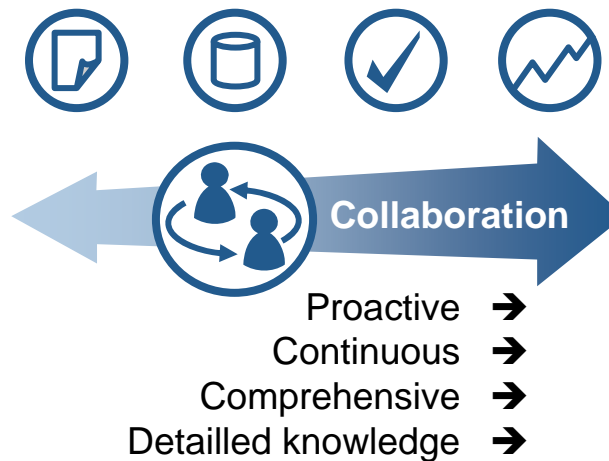 Collaboration
Proactive ➔
Continuous ➔
Comprehensive ➔
Detailled knowledge ➔